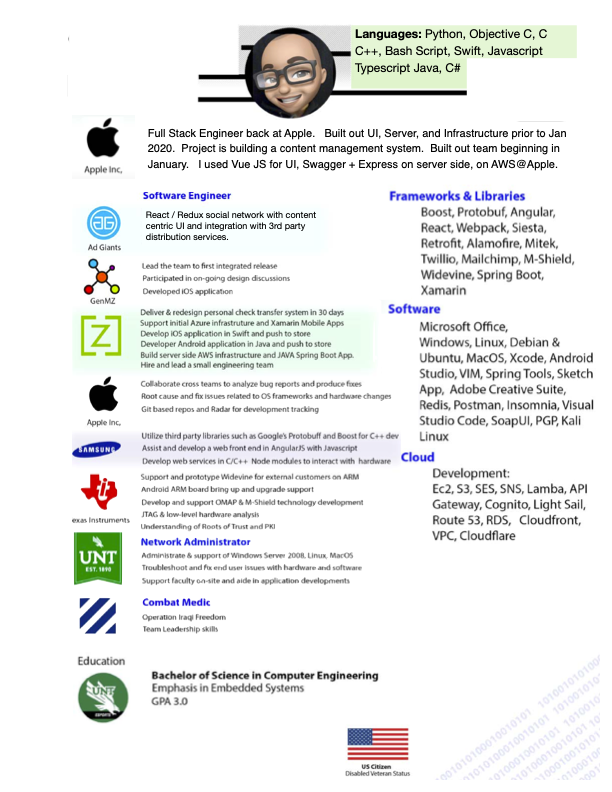 Languages: Python, Objective C, C
C++, Bash Script, Swift, Javascript
Typescript Java, C#
Full Stack Engineer back at Apple. Built out UI, Server, and Infrastructure prior to Jan
2020. Project is building a content management system. Built out team beginning in
January. I used Vue JS for UI, Swagger + Express on server side, on AWS@Apple.
Apple Inc,
Software Engineer
React / Redux social network with content
centric UI and integration with 3rd party
distribution services.
Ad Giants
Lead the team to first integrated release
Participated in on-going design discussions
Developed iOS application
GenMZ
Deliver & redesign personal check transfer system in 30 days
Support initial Azure infrastruture and Xamarin Mobile Apps
Develop iOS application in Swift and push to store
Developer Android application in Java and push to store
Build server side AWS infrastructure and JAVA Spring Boot App.
Hire and lead a small engineering team
Z
Collaborate cross teams to analyze bug reports and produce fixes
Root cause and fix issues related to OS frameworks and hardware changes
Git based repos and Radar for development tracking
Apple Inc,
Utilize third party libraries such as Google's Protobuff and Boost for C++ dev
Assist and develop a web front end in AngularJS with Javascript
Develop web services in C/C++ Node modules to interact with hardware
SAMSUNG
Support and prototype Widevine for external customers on ARM
Android ARM board bring up and upgrade support
Develop and support OMAP & M-Shield technology development
JTAG & low-level hardware analysis
Understanding of Roots of Trust and PKI
exas Instruments
Network Administrator
Administrate & support of Windows Server 2008, Linux, MacOS
Troubleshoot and fix end user issues with hardware and software
Support faculty on-site and aide in application developments
UNT
EST. 1890
Combat Medic
Operation Iraqi Freedom
Team Leadership skills
Frameworks & Libraries
Boost, Protobuf, Angular,
React, Webpack, Siesta,
Retrofit, Alamofire, Mitek,
Twillio, Mailchimp, M-Shield,
Widevine, Spring Boot,
Xamarin
Software
Microsoft Office,
Windows, Linux, Debian &
Ubuntu, MacOS, Xcode, Android
Studio, VIM, Spring Tools, Sketch
App, Adobe Creative Suite,
Redis, Postman, Insomnia, Visual
Studio Code, SoapUI, PGP, Kali
Linux
Cloud
Development:
Ec2, S3, SES, SNS, Lamba, API
Gateway, Cognito, Light Sail,
Route 53, RDS, Cloudfront,
VPC, Cloudflare
Education
Bachelor of Science in Computer Engineering
Emphasis in Embedded Systems
GPA 3.0
UNT
US Citizen
Disabled Veteran Status